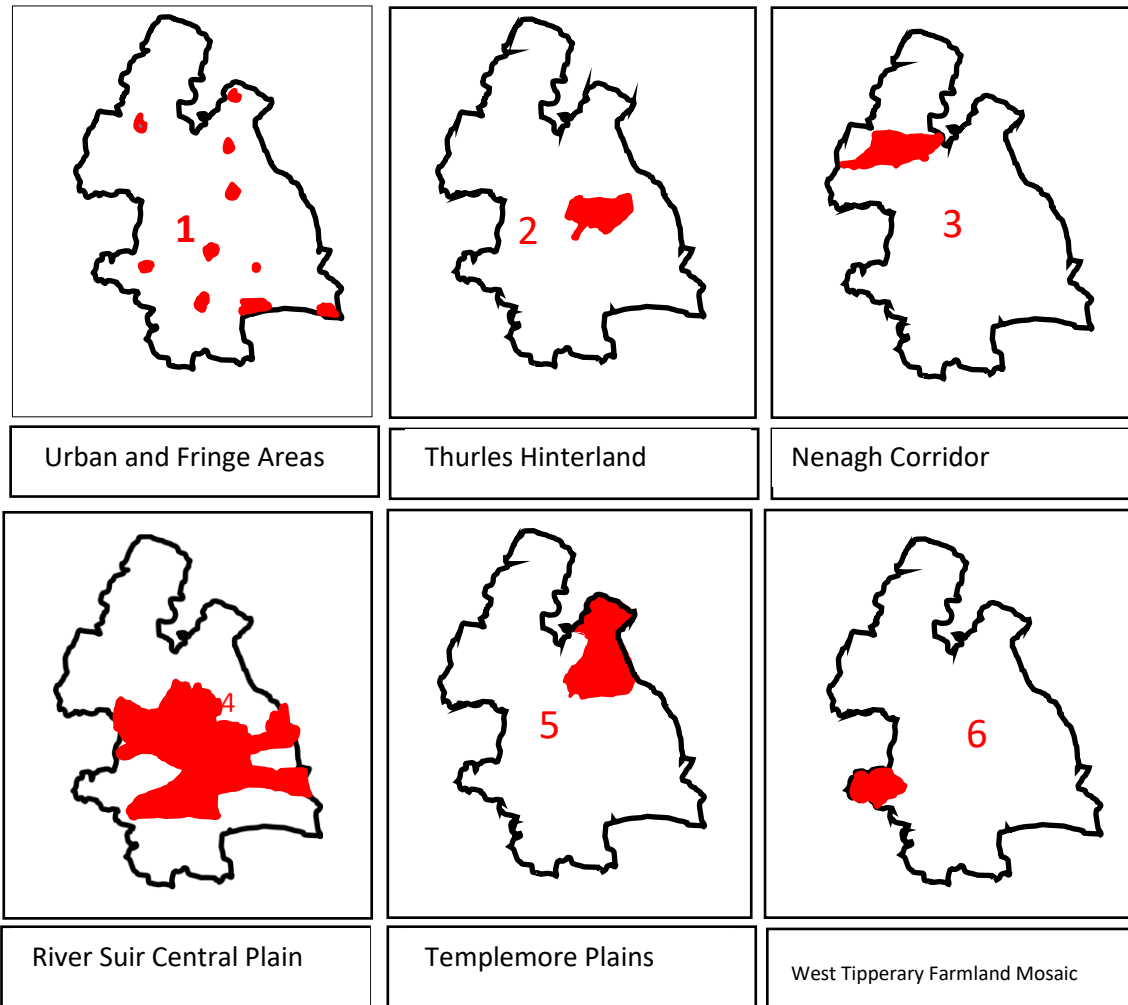 1
2
3
Urban and Fringe Areas
Thurles Hinterland
Nenagh Corridor
4
5
6
River Suir Central Plain
Templemore Plains
West Tipperary Farmland Mosaic